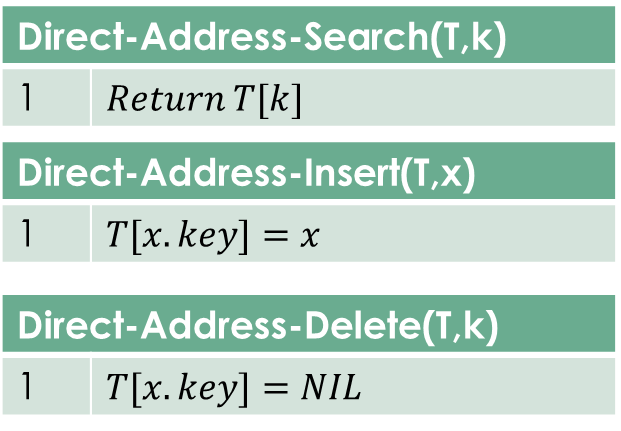 Direct-Address-Search(T,k)
1 Return T[k]
Direct-Address-Insert(T,x)
1 T[x.key] = x
Direct-Address-Delete(T,k)
1 T[x.key] = NIL